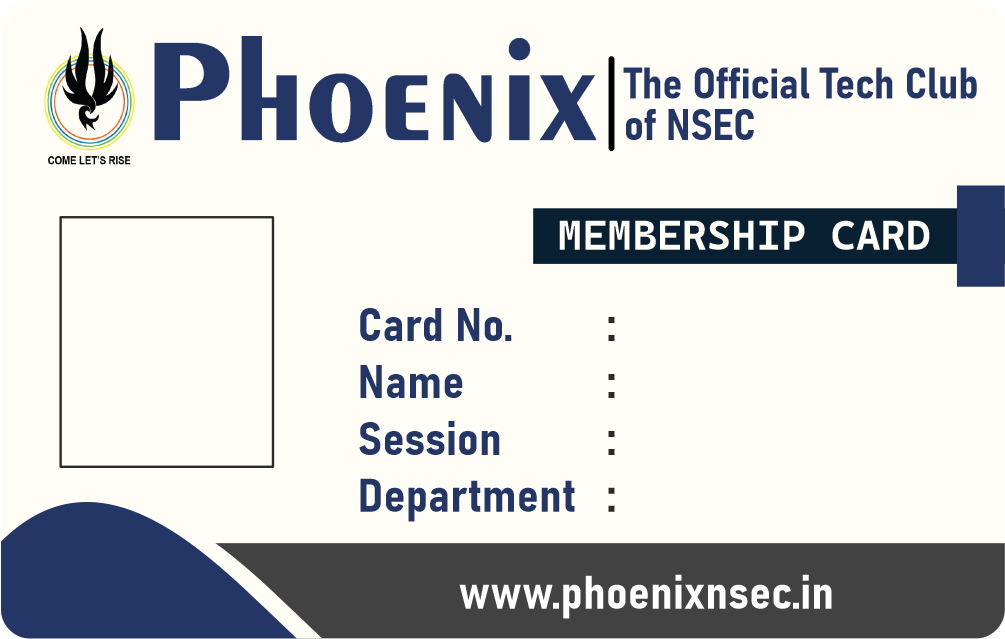 Phoenix
The Official Tech Club
of NSEC
COME LET'S RISE
MEMBERSHIP CARD
Card No. :
Name :
Session :
Department :
www.phoenixnsec.in